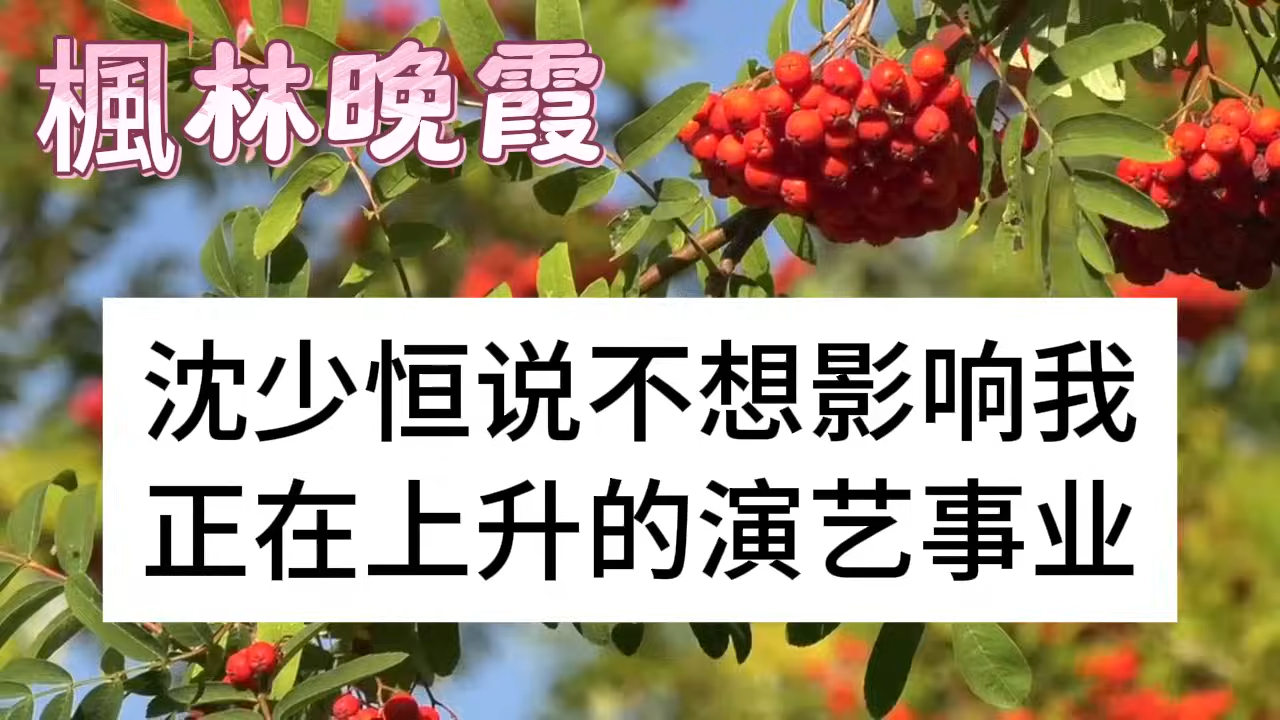 楓林晚霞
沈少恒说不想影响我
正在上升的演艺事业